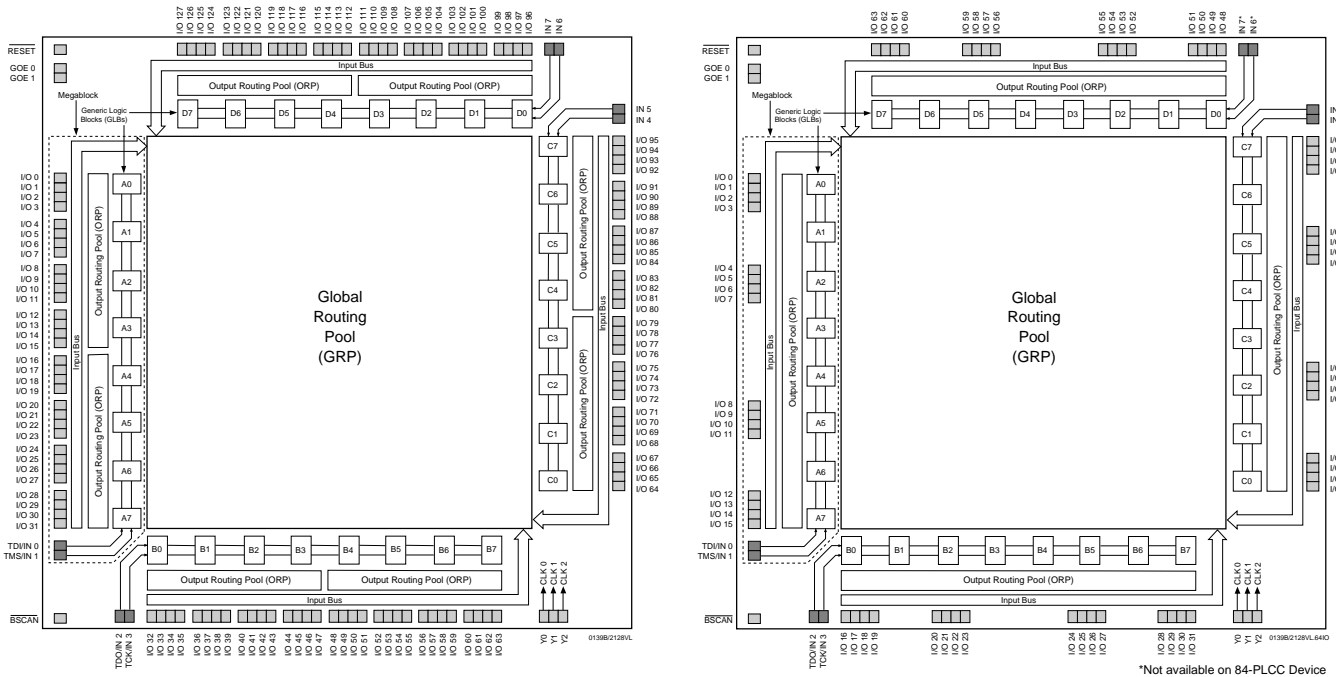 I/O 127
I/O 126
I/O 125
I/O 124
I/O 123
I/O 122
I/O 121
I/O 120
I/O 119
I/O 118
I/O 117
I/O 116
I/O 115
I/O 114
I/O 113
I/O 112
I/O 111
I/O 110
I/O 109
I/O 108
I/O 107
I/O 106
I/O 105
I/O 104
I/O 103
I/O 102
I/O 101
I/O 100
I/O 99
I/O 98
I/O 97
I/O 96
IN 7
IN 6
RESET
GOE 0
GOE 1
Input Bus
Output Routing Pool (ORP)
Output Routing Pool (ORP)
Megablock
Generic Logic
Blocks (GLBs)
D7
D6
D5
D4
D3
D2
D1
D0
IN 5
IN 4
I/O 0
I/O 1
I/O 2
I/O 3
I/O 4
I/O 5
I/O 6
I/O 7
I/O 8
I/O 9
I/O 10
I/O 11
I/O 12
I/O 13
I/O 14
I/O 15
I/O 16
I/O 17
I/O 18
I/O 19
I/O 20
I/O 21
I/O 22
I/O 23
I/O 24
I/O 25
I/O 26
I/O 27
I/O 28
I/O 29
I/O 30
I/O 31
Input Bus
Output Routing Pool (ORP)
Output Routing Pool (ORP)
A0
A1
A2
A3
A4
A5
A6
A7
Global
Routing
Pool
(GRP)
C7
C6
C5
C4
C3
C2
C1
C0
Output Routing Pool (ORP)
Output Routing Pool (ORP)
Input Bus
I/O 95
I/O 94
I/O 93
I/O 92
I/O 91
I/O 90
I/O 89
I/O 88
I/O 87
I/O 86
I/O 85
I/O 84
I/O 83
I/O 82
I/O 81
I/O 80
I/O 79
I/O 78
I/O 77
I/O 76
I/O 75
I/O 74
I/O 73
I/O 72
I/O 71
I/O 70
I/O 69
I/O 68
I/O 67
I/O 66
I/O 65
I/O 64
TDI/IN 0
TMS/IN 1
B0
B1
B2
B3
B4
B5
B6
B7
Output Routing Pool (ORP)
Output Routing Pool (ORP)
Input Bus
CLK 0
CLK 1
CLK 2
BSCAN
TDO/IN 2
TCK/IN 3
I/O 32
I/O 33
I/O 34
I/O 35
I/O 36
I/O 37
I/O 38
I/O 39
I/O 40
I/O 41
I/O 42
I/O 43
I/O 44
I/O 45
I/O 46
I/O 47
I/O 48
I/O 49
I/O 50
I/O 51
I/O 52
I/O 53
I/O 54
I/O 55
I/O 56
I/O 57
I/O 58
I/O 59
I/O 60
I/O 61
I/O 62
I/O 63
Y0
Y1
Y2
0139B/2128VL
I/O 63
I/O 62
I/O 61
I/O 60
I/O 59
I/O 58
I/O 57
I/O 56
I/O 55
I/O 54
I/O 53
I/O 52
I/O 51
I/O 50
I/O 49
I/O 48
IN 7*
IN 6*
RESET
GOE 0
GOE 1
Input Bus
Output Routing Pool (ORP)
Megablock
Generic Logic
Blocks (GLBs)
D7
D6
D5
D4
D3
D2
D1
D0
I/O 0
I/O 1
I/O 2
I/O 3
I/O 4
I/O 5
I/O 6
I/O 7
I/O 8
I/O 9
I/O 10
I/O 11
I/O 12
I/O 13
I/O 14
I/O 15
Input Bus
Output Routing Pool (ORP)
A0
A1
A2
A3
A4
A5
A6
A7
Global
Routing
Pool
(GRP)
C7
C6
C5
C4
C3
C2
C1
C0
Output Routing Pool (ORP)
Input Bus
TDI/IN 0
TMS/IN 1
B0
B1
B2
B3
B4
B5
B6
B7
Output Routing Pool (ORP)
Input Bus
CLK 0
CLK 1
CLK 2
BSCAN
TDO/IN 2
TCK/IN 3
I/O 16
I/O 17
I/O 18
I/O 19
I/O 20
I/O 21
I/O 22
I/O 23
I/O 24
I/O 25
I/O 26
I/O 27
I/O 28
I/O 29
I/O 30
I/O 31
Y0
Y1
Y2
0139B/2128VL.64IO
*Not available on 84-PLCC Device